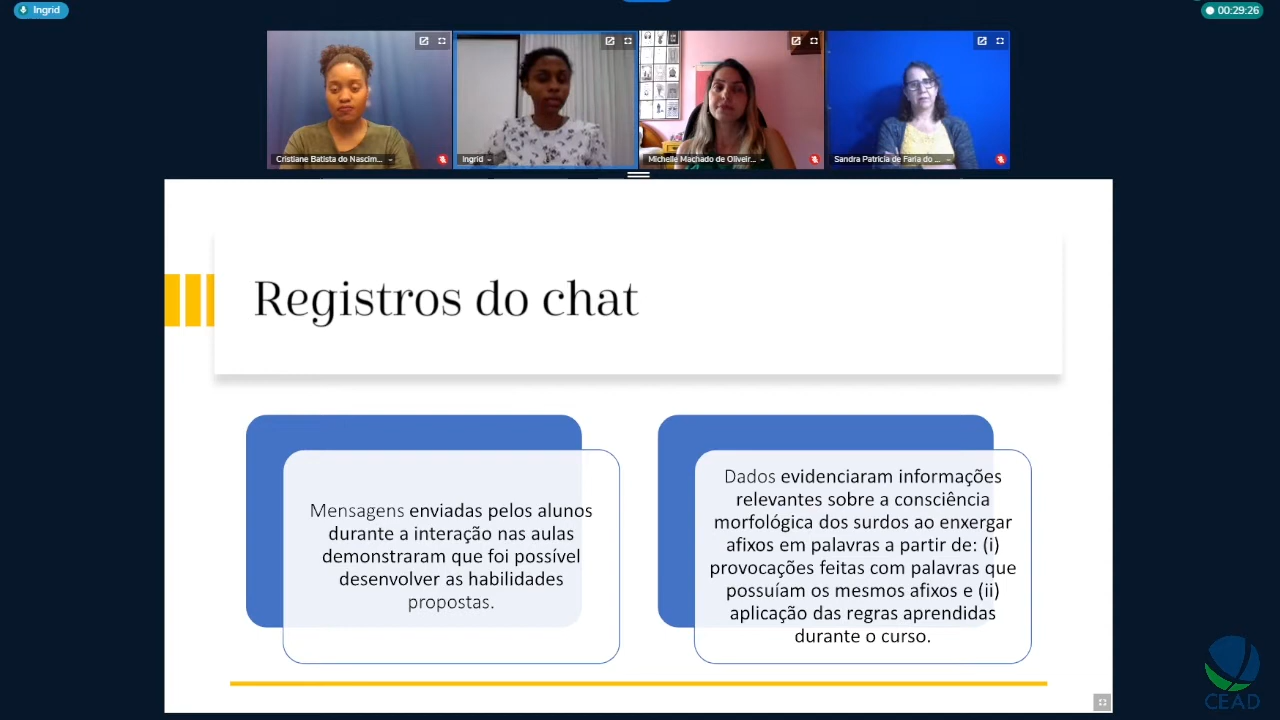 Ingrid
00:29:26
Cristiane Batista do Nascim...
Ingrid
Michelle Machado de Oliveir...
Sandra Patrícia de Faria do ...
Registros do chat
Mensagens enviadas pelos alunos
durante a interação nas aulas
demonstraram que foi possível
desenvolver as habilidades
propostas.
Dados evidenciaram informações
relevantes sobre a consciência
morfológica dos surdos ao enxergar
afixos em palavras a partir de: (i)
provocações feitas com palavras que
possuíam os mesmos afixos e (ii)
aplicação das regras aprendidas
durante o curso.
CEAD